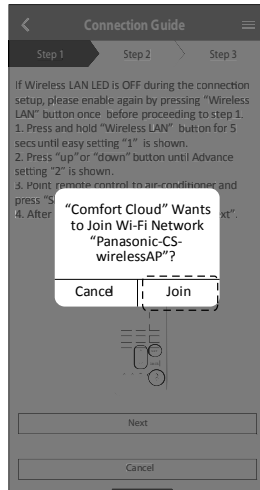 Connection Guide
Step 1
Step 2
Step 3
If Wireless LAN LED is OFF during the connection
setup, please enable again by pressing "Wireless
LAN" button once before proceeding to step 1.
1. Press and hold "Wireless LAN" button for 5
secs until easy setting "1" is shown.
2. Press "up" or "down" button until Advance
setting "2" is shown.
3. Point remote control to air-conditioner and
press "S
4. After
xt".
"Comfort Cloud" Wants
to Join Wi-Fi Network
"Panasonic-CS-
wirelessAP"?
Cancel
Join
Next
Cancel